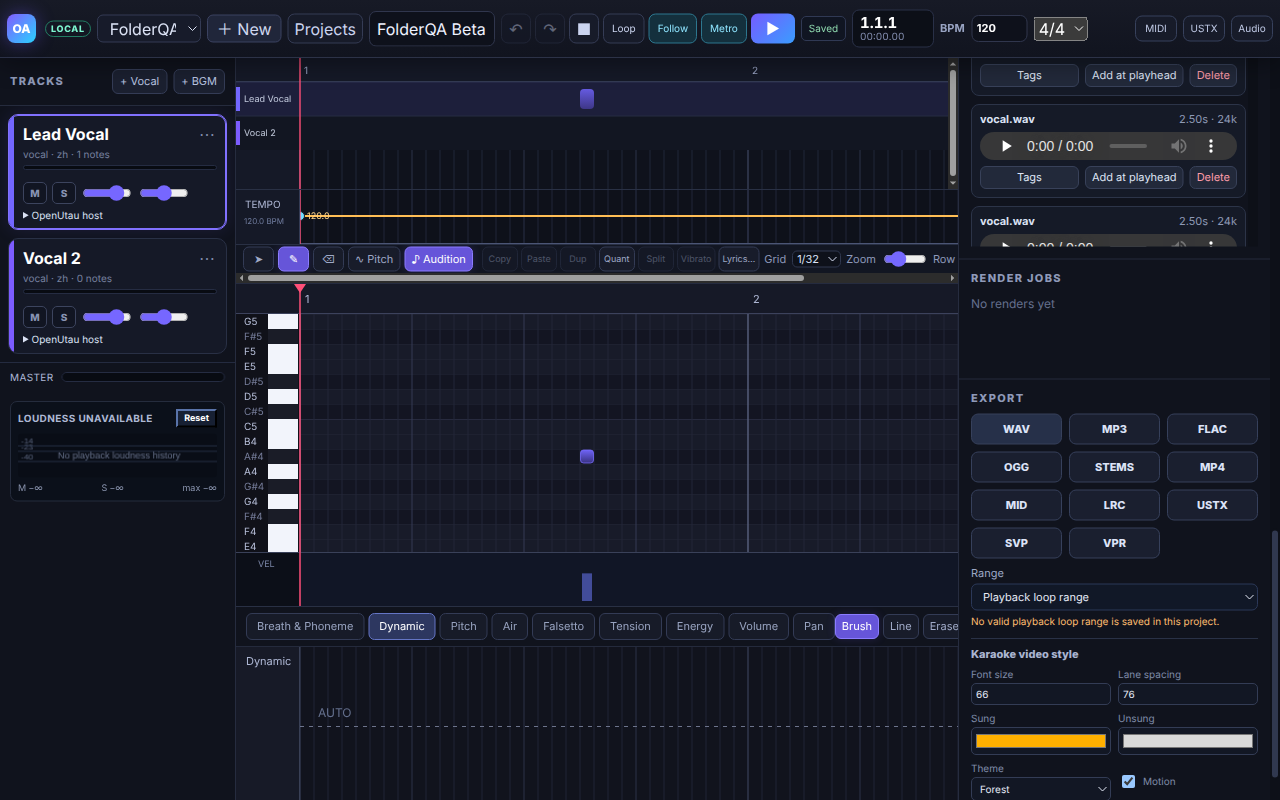 OA LOCAL FolderQA + New Projects FolderQA Beta Loop Follow Metro Saved 1.1.1 00:00.00 BPM 120 4/4 MIDI USTX Audio
TRACKS + Vocal + BGM
Lead Vocal
vocal · zh · 1 notes
M S
OpenUtau host
Vocal 2
vocal · zh · 0 notes
M S
OpenUtau host
MASTER
LOUDNESS UNAVAILABLE Reset
-14
-23
-40
No playback loudness history
M −∞ S −∞ max −∞
1 2
Lead Vocal
Vocal 2
TEMPO
120.0 BPM
120.0
∿ Pitch ♪ Audition Copy Paste Dup Quant Split Vibrato Lyrics... Grid 1/32 Zoom Row
1 2
G5
F#5
F5
E5
D#5
D5
C#5
C5
B4
A#4
A4
G#4
G4
F#4
F4
E4
VEL
Breath & Phoneme Dynamic Pitch Air Falsetto Tension Energy Volume Pan Brush Line Erase
Dynamic
AUTO
Tags Add at playhead Delete
vocal.wav 2.50s · 24k
0:00 / 0:00
Tags Add at playhead Delete
vocal.wav 2.50s · 24k
RENDER JOBS
No renders yet
EXPORT
WAV MP3 FLAC
OGG STEMS MP4
MID LRC USTX
SVP VPR
Range
Playback loop range
No valid playback loop range is saved in this project.
Karaoke video style
Font size Lane spacing
66 76
Sung Unsung
Theme
Forest Motion